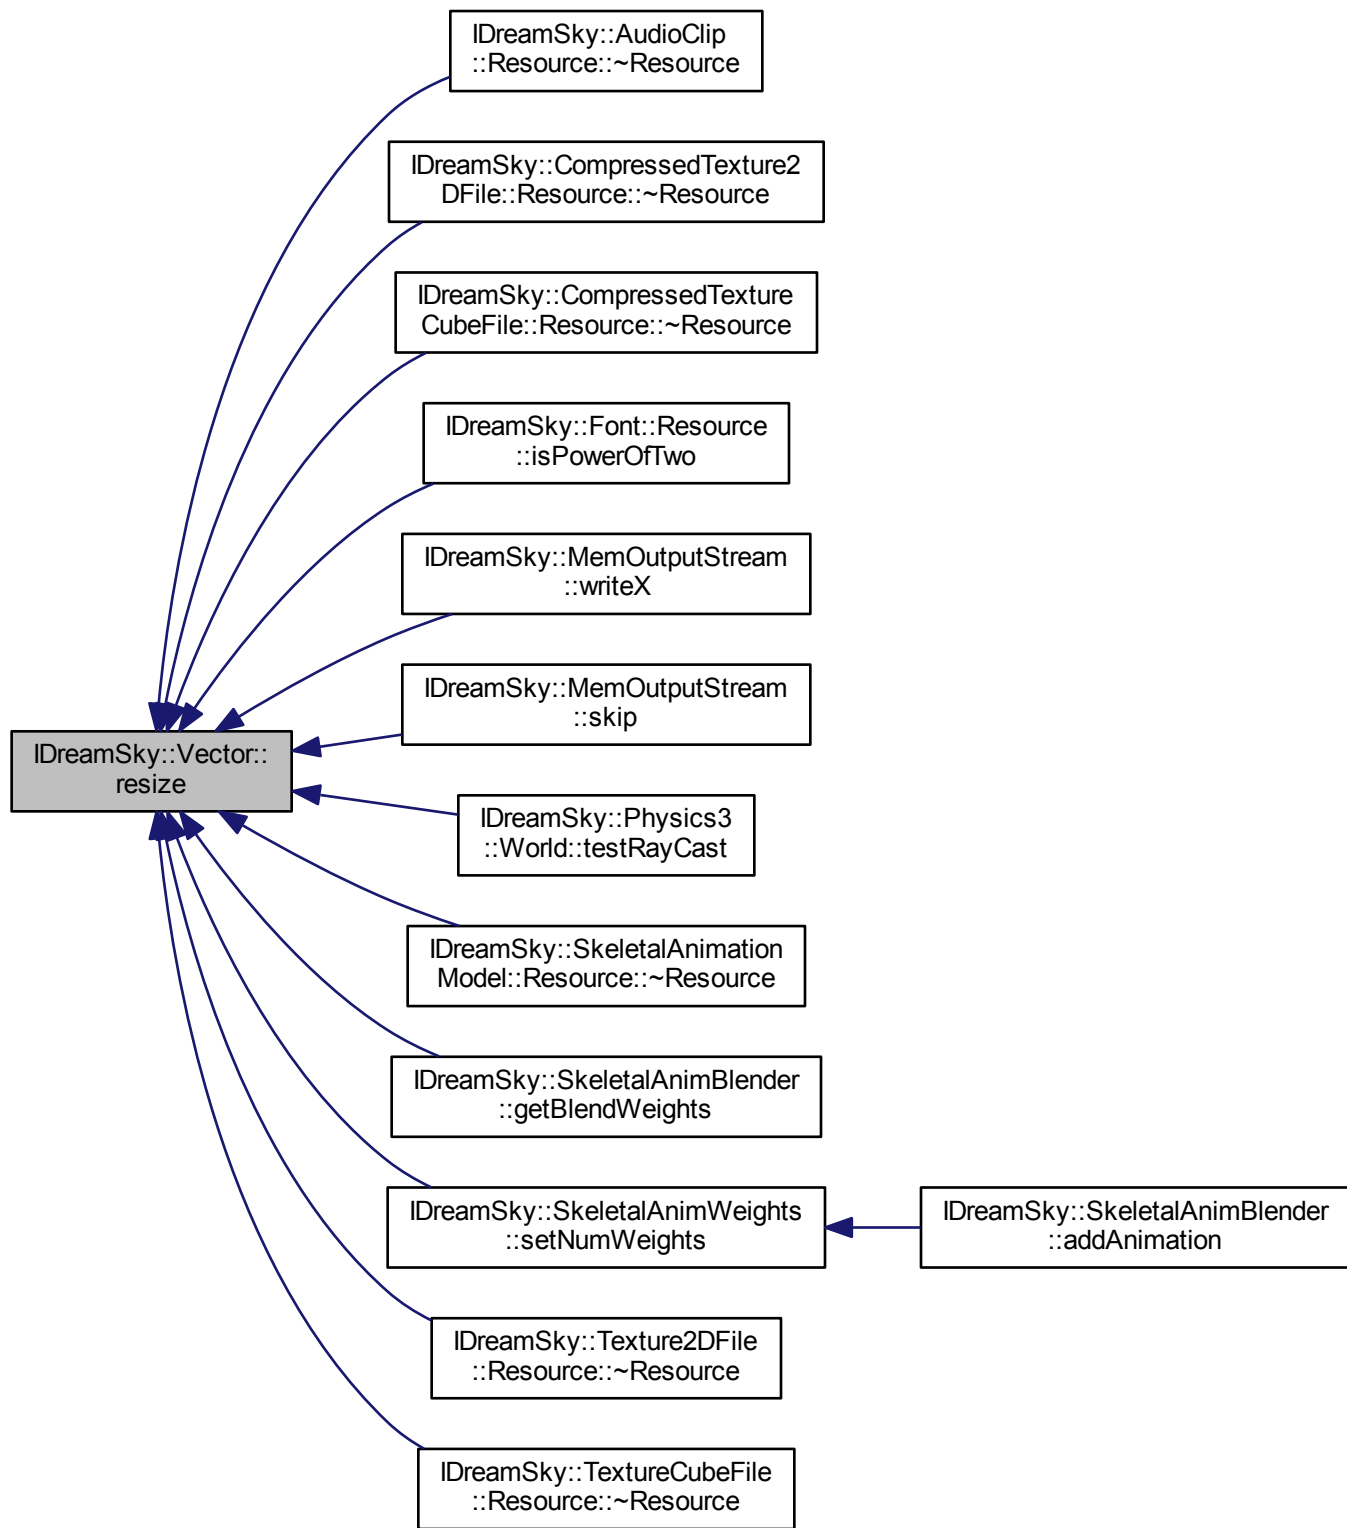 IDreamSky::AudioClip
::Resource::~Resource
IDreamSky::CompressedTexture2
DFile::Resource::~Resource
IDreamSky::CompressedTexture
CubeFile::Resource::~Resource
IDreamSky::Font::Resource
::isPowerOfTwo
IDreamSky::MemOutputStream
::writeX
IDreamSky::MemOutputStream
::skip
IDreamSky::Vector::
resize
IDreamSky::Physics3
::World::testRayCast
IDreamSky::SkeletalAnimation
Model::Resource::~Resource
IDreamSky::SkeletalAnimBlender
::getBlendWeights
IDreamSky::SkeletalAnimWeights
::setNumWeights
IDreamSky::SkeletalAnimBlender
::addAnimation
IDreamSky::Texture2DFile
::Resource::~Resource
IDreamSky::TextureCubeFile
::Resource::~Resource